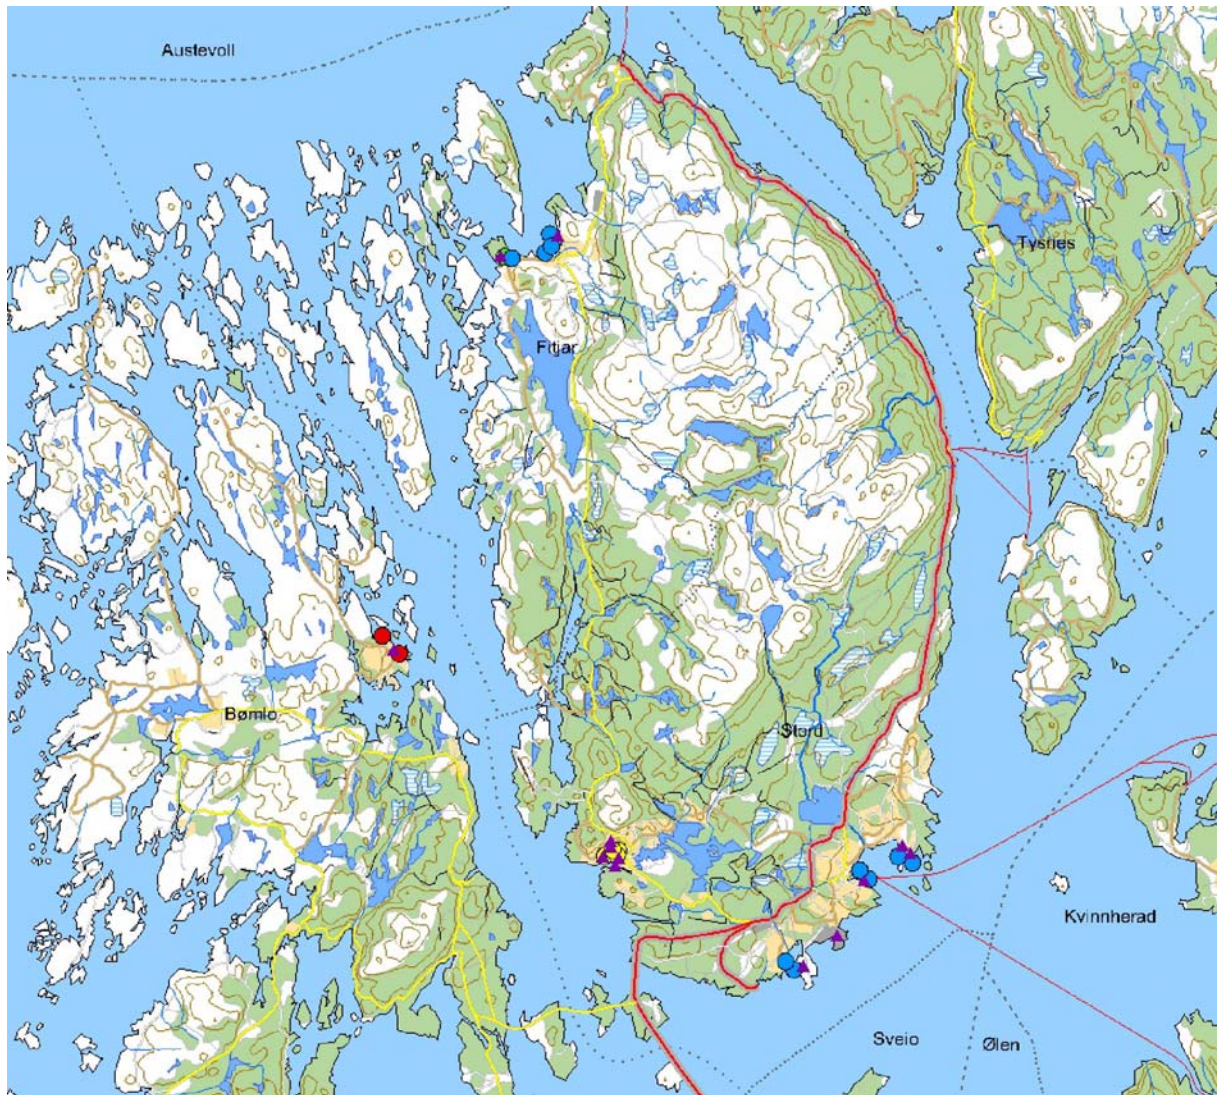 Austevoll
Tysnes
Fitjar
Bømlo
Stord
Kvinnherad
Sveio
Ølen